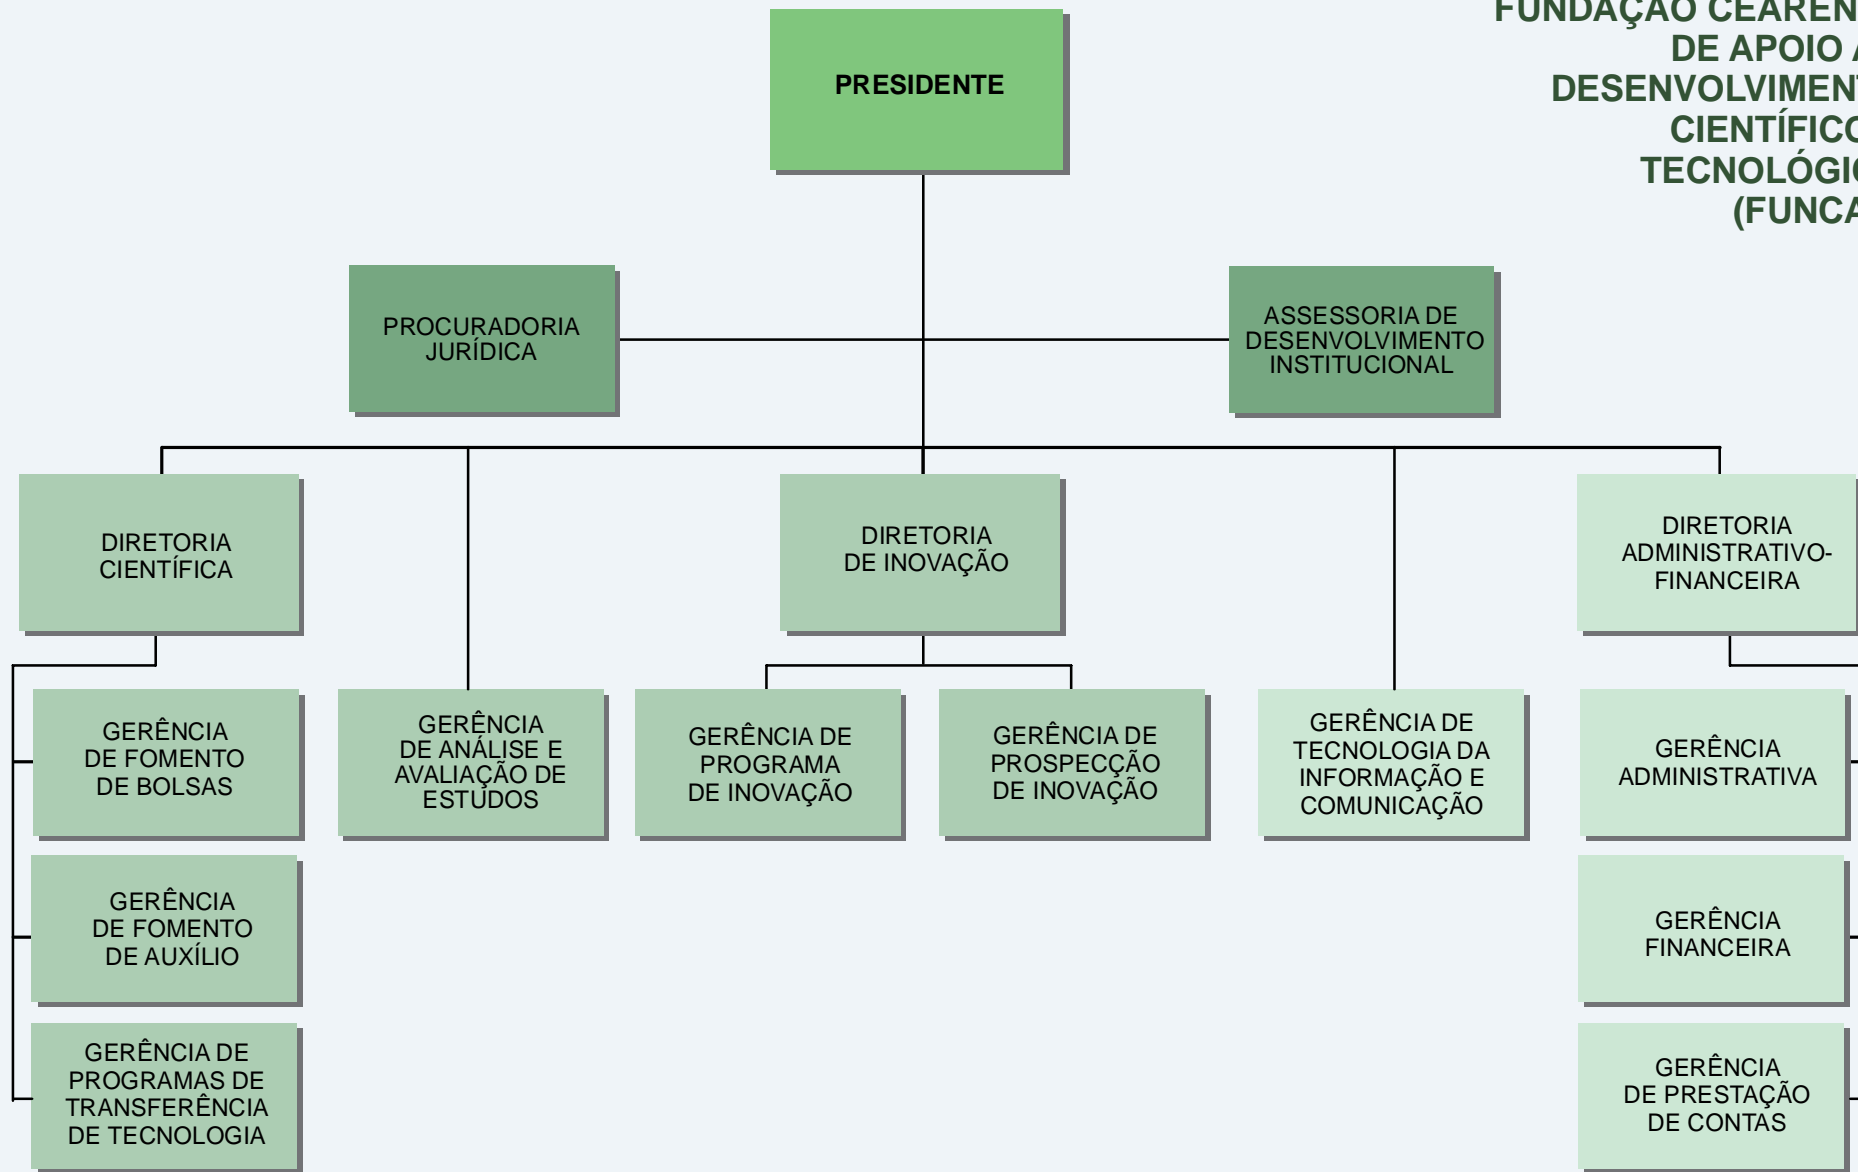 FUNDAÇÃO CEAREN
DE APOIO A
DESENVOLVIMEN
CIENTÍFICO
TECNOLÓGIC
(FUNCA
PRESIDENTE
PROCURADORIA
JURÍDICA
ASSESSORIA DE
DESENVOLVIMENTO
INSTITUCIONAL
DIRETORIA
CIENTÍFICA
DIRETORIA
DE INOVAÇÃO
DIRETORIA
ADMINISTRATIVO-
FINANCEIRA
GERÊNCIA
DE FOMENTO
DE BOLSAS
GERÊNCIA
DE ANÁLISE E
AVALIAÇÃO DE
ESTUDOS
GERÊNCIA DE
PROGRAMA
DE INOVAÇÃO
GERÊNCIA DE
PROSPECÇÃO
DE INOVAÇÃO
GERÊNCIA DE
TECNOLOGIA DA
INFORMAÇÃO E
COMUNICAÇÃO
GERÊNCIA
ADMINISTRATIVA
GERÊNCIA
DE FOMENTO
DE AUXÍLIO
GERÊNCIA
FINANCEIRA
GERÊNCIA DE
PROGRAMAS DE
TRANSFERÊNCIA
DE TECNOLOGIA
GERÊNCIA
DE PRESTAÇÃO
DE CONTAS